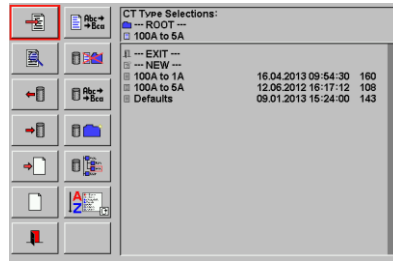 CT Type Selections:
--- ROOT ---
100A to 5A
--- EXIT ---
--- NEW ---
100A to 1A 16.04.2013 09:54:30 160
100A to 5A 12.06.2012 16:17:12 108
Defaults 09.01.2013 15:24:00 143
Abc
Bca
Abc
Bca
A
Z